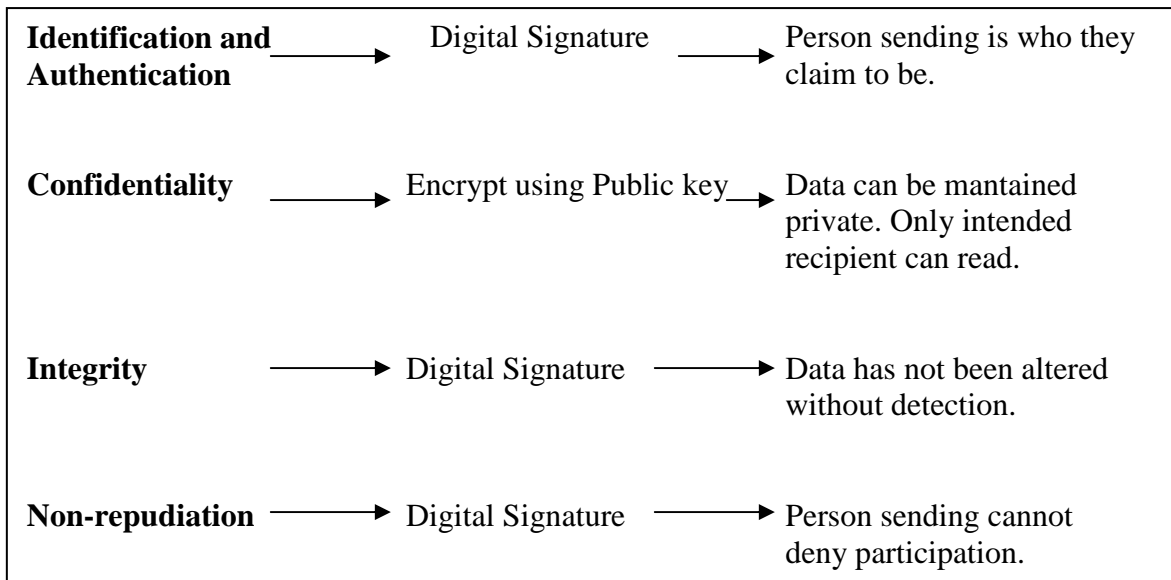 Identification and Authentication
Digital Signature
Person sending is who they
claim to be.
Confidentiality
Encrypt using Public key
Data can be mantained
private. Only intended
recipient can read.
Integrity
Digital Signature
Data has not been altered
without detection.
Non-repudiation
Digital Signature
Person sending cannot
deny participation.